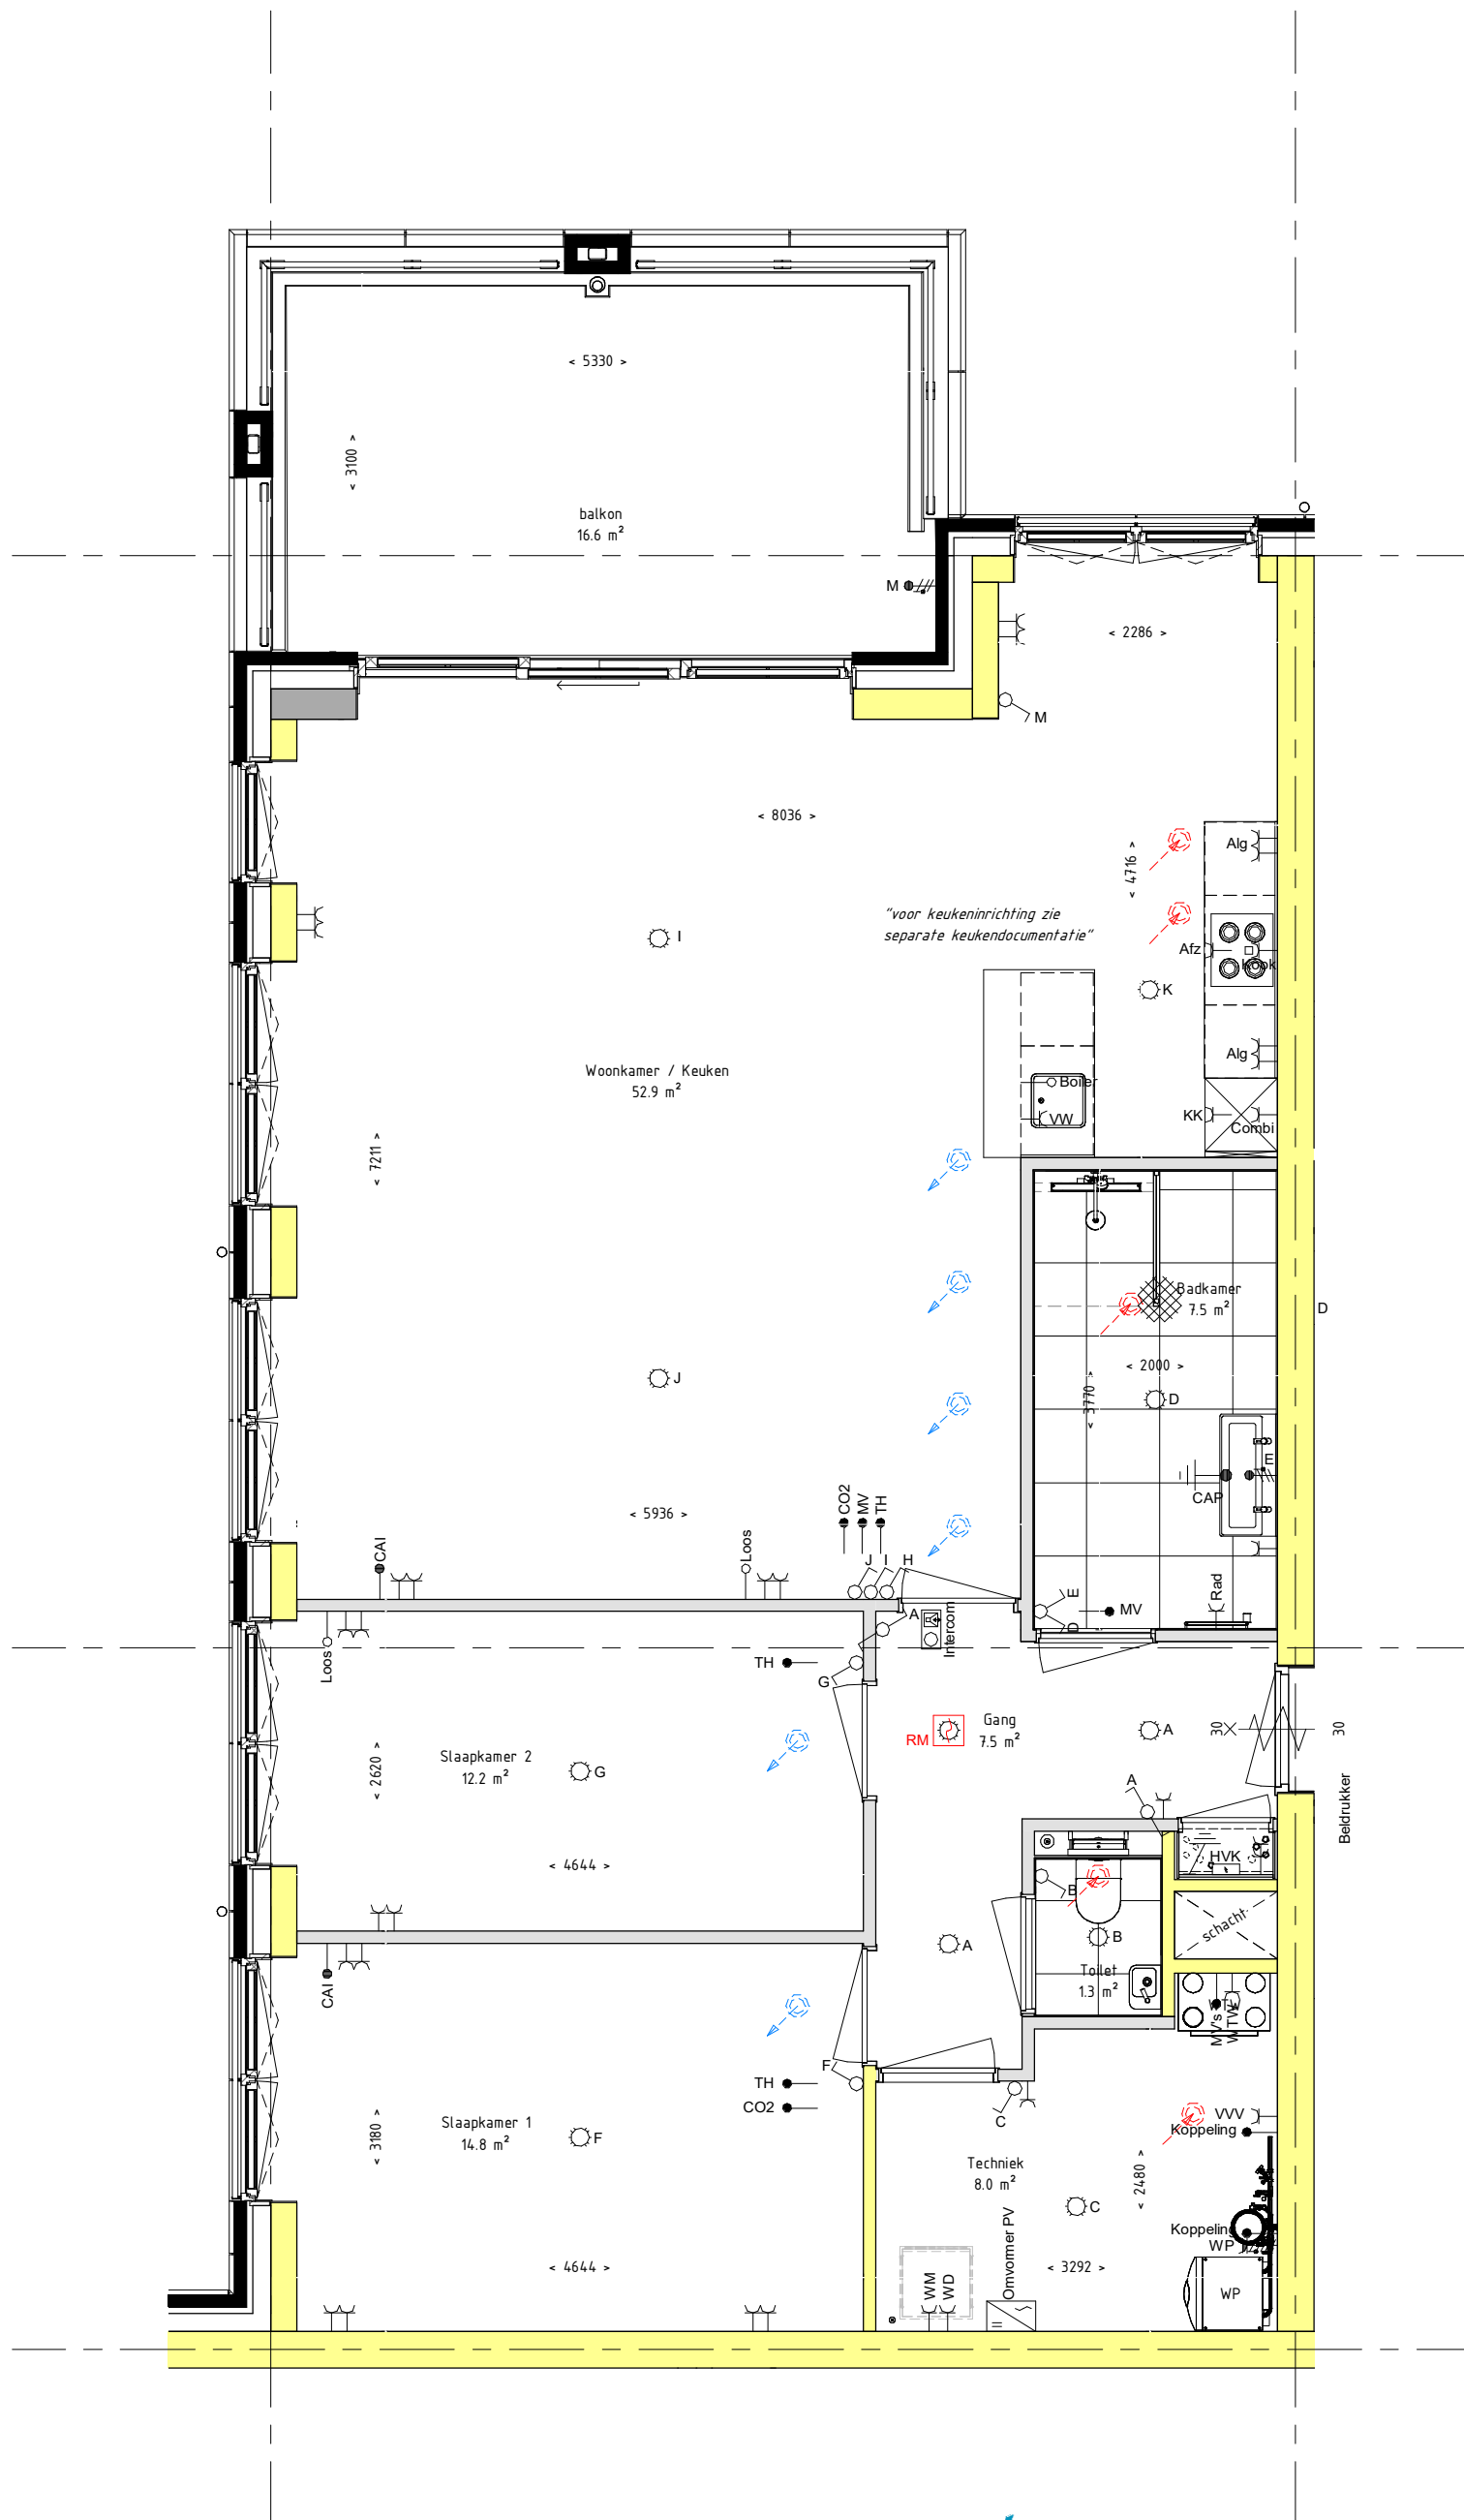 < 5330 >
< 3100 >
balkon
16.6 m²
M
< 2286 >
M
< 8036 >
< 4716 >
Alg
"voor keukeninrichting zie
separate keukendocumentatie"
I
Afz
Kook
K
Alg
Woonkamer / Keuken
52.9 m²
Boiler
VW
KK
Combi
< 7211 >
Badkamer
7.5 m²
D
< 2000 >
< 3770 >
J
D
E
CAP
< 5936 >
CO2
MV
TH
CAI
Loos
J
I
H
E
D
MV
Rad
A
Intercom
Loos
TH
G
RM
Gang
7.5 m²
A
30
30
Slaapkamer 2
12.2 m²
G
< 2620 >
A
Beldrukker
HVK
< 4644 >
B
B
schacht
A
Toilet
1.3 m²
CAI
MV's
WTW
F
TH
CO2
C
VVV
Koppeling
Slaapkamer 1
14.8 m²
F
< 3180 >
Techniek
8.0 m²
< 2480 >
C
Koppeling
WP
< 4644 >
WM
WD
Omvormer PV
< 3292 >
WP